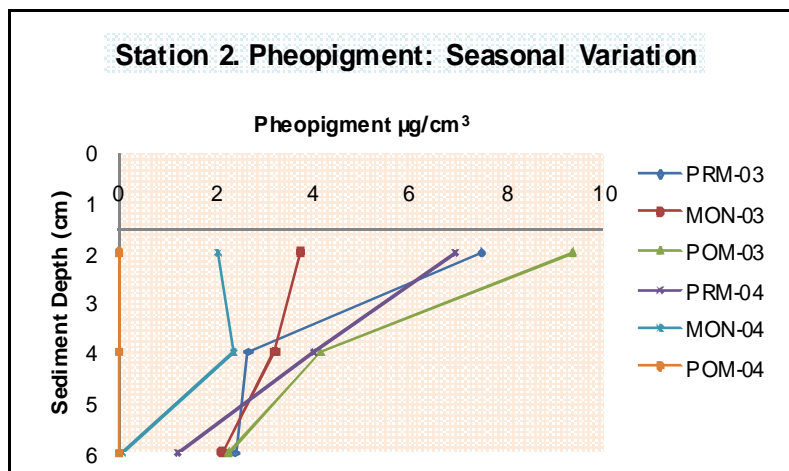 Station 2. Pheopigment: Seasonal Variation
Pheopigment µg/cm³
0 2 4 6 8 10
Sediment Depth (cm)
0
1
2
3
4
5
6
PRM-03
MON-03
POM-03
PRM-04
MON-04
POM-04